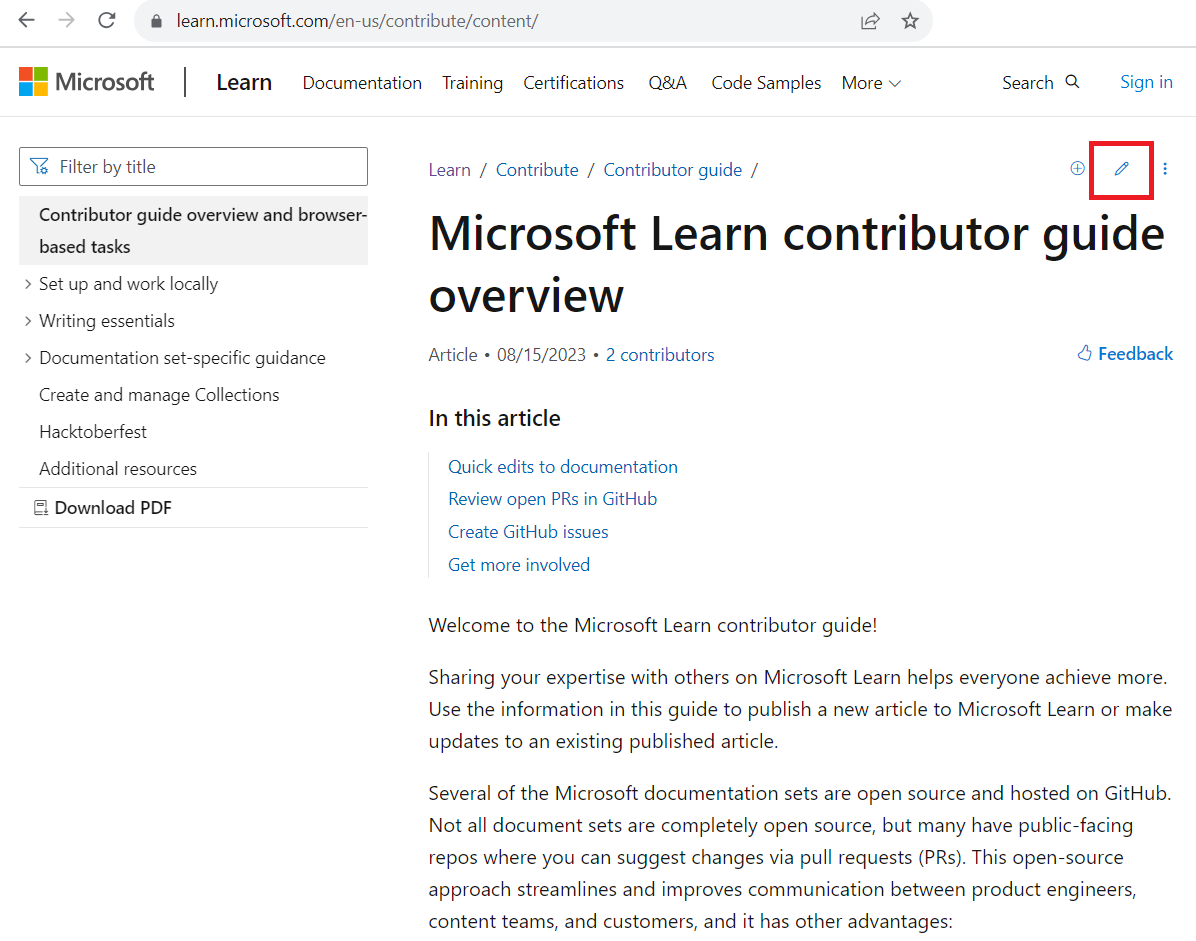 learn.microsoft.com/en-us/contribute/content/
Microsoft Learn Documentation Training Certifications Q&A Code Samples More Search Sign in
Filter by title
Contributor guide overview and browser-
based tasks
Set up and work locally
Writing essentials
Documentation set-specific guidance
Create and manage Collections
Hacktoberfest
Additional resources
Download PDF
Learn / Contribute / Contributor guide /
Microsoft Learn contributor guide
overview
Article • 08/15/2023 • 2 contributors
Feedback
In this article
Quick edits to documentation
Review open PRs in GitHub
Create GitHub issues
Get more involved
Welcome to the Microsoft Learn contributor guide!
Sharing your expertise with others on Microsoft Learn helps everyone achieve more.
Use the information in this guide to publish a new article to Microsoft Learn or make
updates to an existing published article.
Several of the Microsoft documentation sets are open source and hosted on GitHub.
Not all document sets are completely open source, but many have public-facing
repos where you can suggest changes via pull requests (PRs). This open-source
approach streamlines and improves communication between product engineers,
content teams, and customers, and it has other advantages: